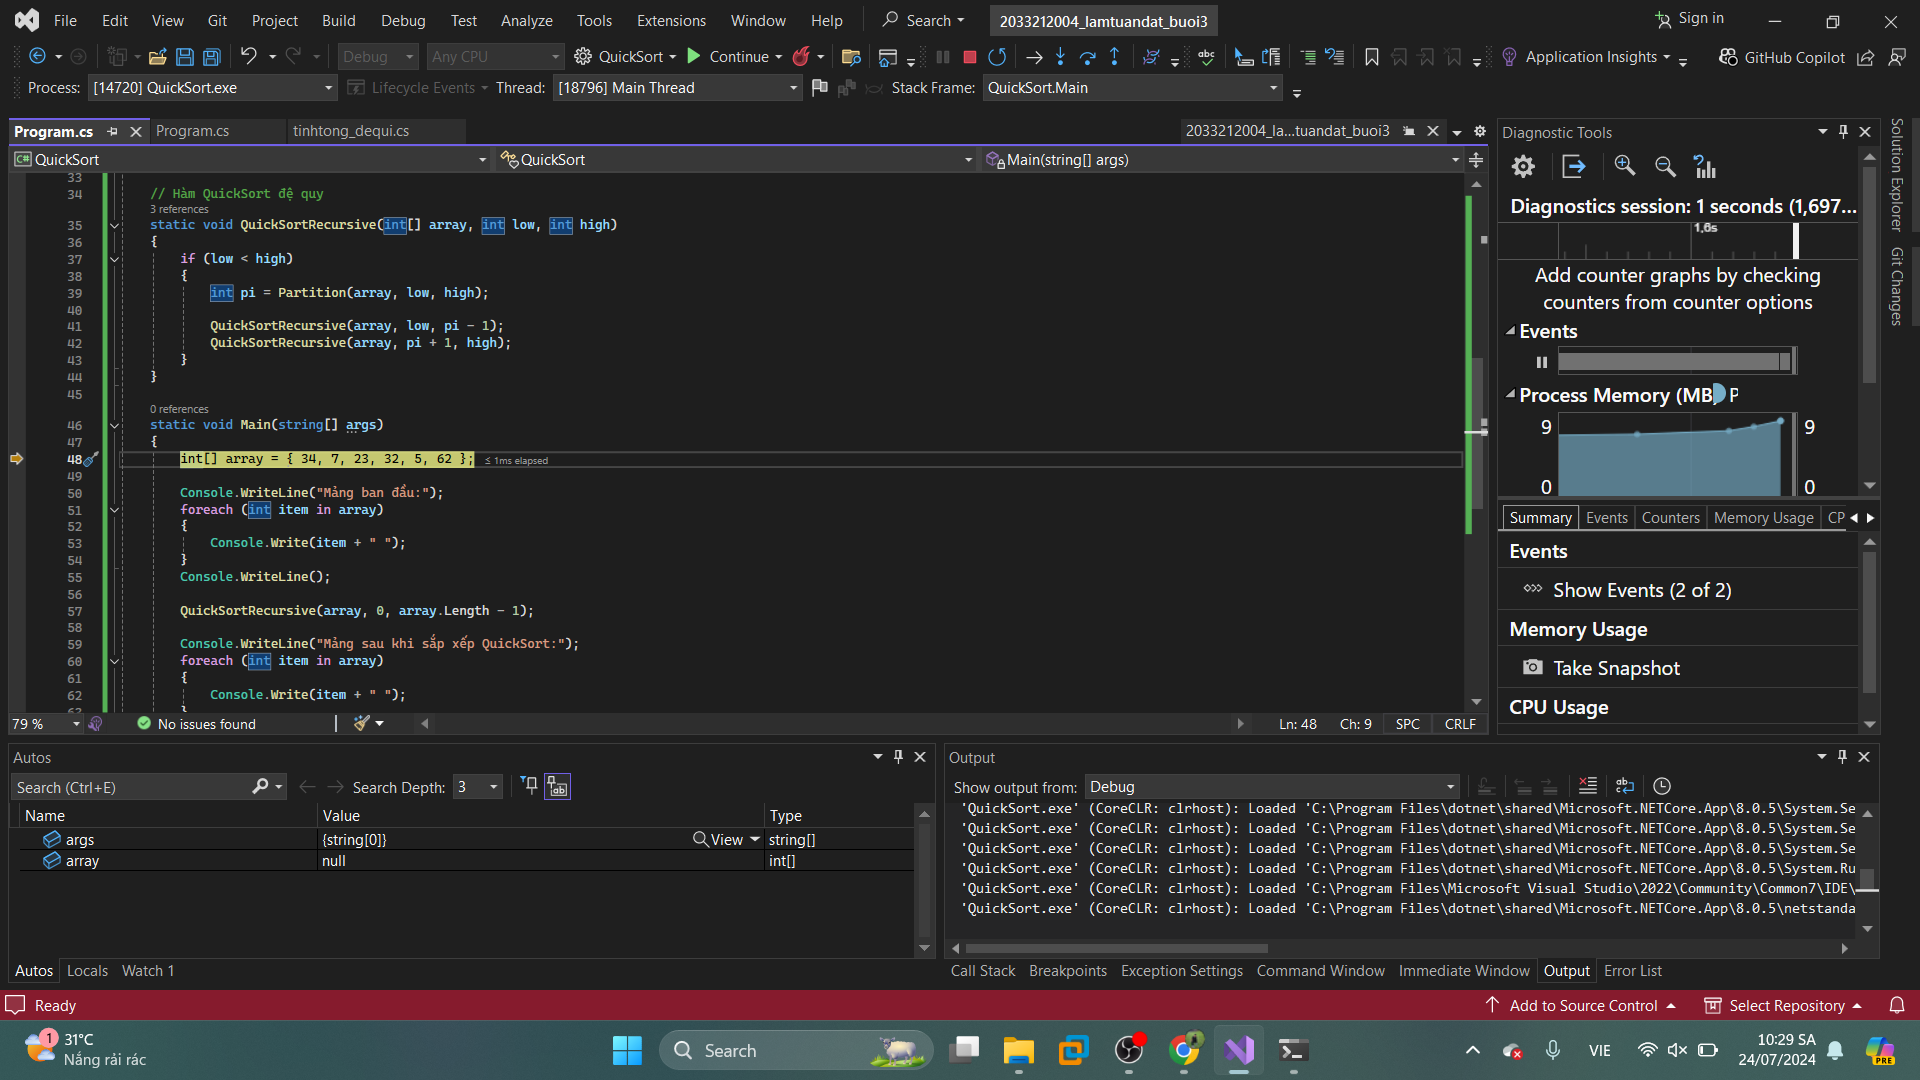 File Edit View Git Project Build Debug Test Analyze Tools Extensions Window Help Search 2033212004_lamtuandat_buoi3 Sign in
Debug Any CPU QuickSort Continue Application Insights GitHub Copilot
Process: [14720] QuickSort.exe Lifecycle Events Thread: [18796] Main Thread Stack Frame: QuickSort.Main
Program.cs Program.cs tinhtong_dequi.cs 2033212004_la...tuandat_buoi3
QuickSort QuickSort Main(string[] args)
33
34 // Hàm QuickSort đệ quy
3 references
35 static void QuickSortRecursive(int[] array, int low, int high)
36 {
37 if (low < high)
38 {
39 int pi = Partition(array, low, high);
40
41 QuickSortRecursive(array, low, pi - 1);
42 QuickSortRecursive(array, pi + 1, high);
43 }
44 }
45
0 references
46 static void Main(string[] args)
47 {
48 int[] array = { 34, 7, 23, 32, 5, 62 }; ≤ 1ms elapsed
49
50 Console.WriteLine("Mảng ban đầu:");
51 foreach (int item in array)
52 {
53 Console.Write(item + " ");
54 }
55 Console.WriteLine();
56
57 QuickSortRecursive(array, 0, array.Length - 1);
58
59 Console.WriteLine("Mảng sau khi sắp xếp QuickSort:");
60 foreach (int item in array)
61 {
62 Console.Write(item + " ");
79 % No issues found Ln: 48 Ch: 9 SPC CRLF
Diagnostic Tools
Diagnostics session: 1 seconds (1,697...
1,6s
Add counter graphs by checking
counters from counter options
Events
Process Memory (MB) P
9 9
0 0
Summary Events Counters Memory Usage CP
Events
Show Events (2 of 2)
Memory Usage
Take Snapshot
CPU Usage
Solution Explorer
Git Changes
Autos
Search (Ctrl+E) Search Depth: 3
Name Value Type
args {string[0]} View string[]
array null int[]
Autos Locals Watch 1
Output
Show output from: Debug
'QuickSort.exe' (CoreCLR: clrhost): Loaded 'C:\Program Files\dotnet\shared\Microsoft.NETCore.App\8.0.5\System.Se
'QuickSort.exe' (CoreCLR: clrhost): Loaded 'C:\Program Files\dotnet\shared\Microsoft.NETCore.App\8.0.5\System.Se
'QuickSort.exe' (CoreCLR: clrhost): Loaded 'C:\Program Files\dotnet\shared\Microsoft.NETCore.App\8.0.5\System.Se
'QuickSort.exe' (CoreCLR: clrhost): Loaded 'C:\Program Files\dotnet\shared\Microsoft.NETCore.App\8.0.5\System.Ru
'QuickSort.exe' (CoreCLR: clrhost): Loaded 'C:\Program Files\Microsoft Visual Studio\2022\Community\Common7\IDE\
'QuickSort.exe' (CoreCLR: clrhost): Loaded 'C:\Program Files\dotnet\shared\Microsoft.NETCore.App\8.0.5\netstanda
Call Stack Breakpoints Exception Settings Command Window Immediate Window Output Error List
Ready Add to Source Control Select Repository
1 31°C
Nắng rải rác
Search
VIE
10:29 SA
24/07/2024
PRE